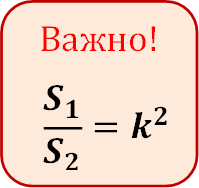 Важно!
S₁/S₂ = k²